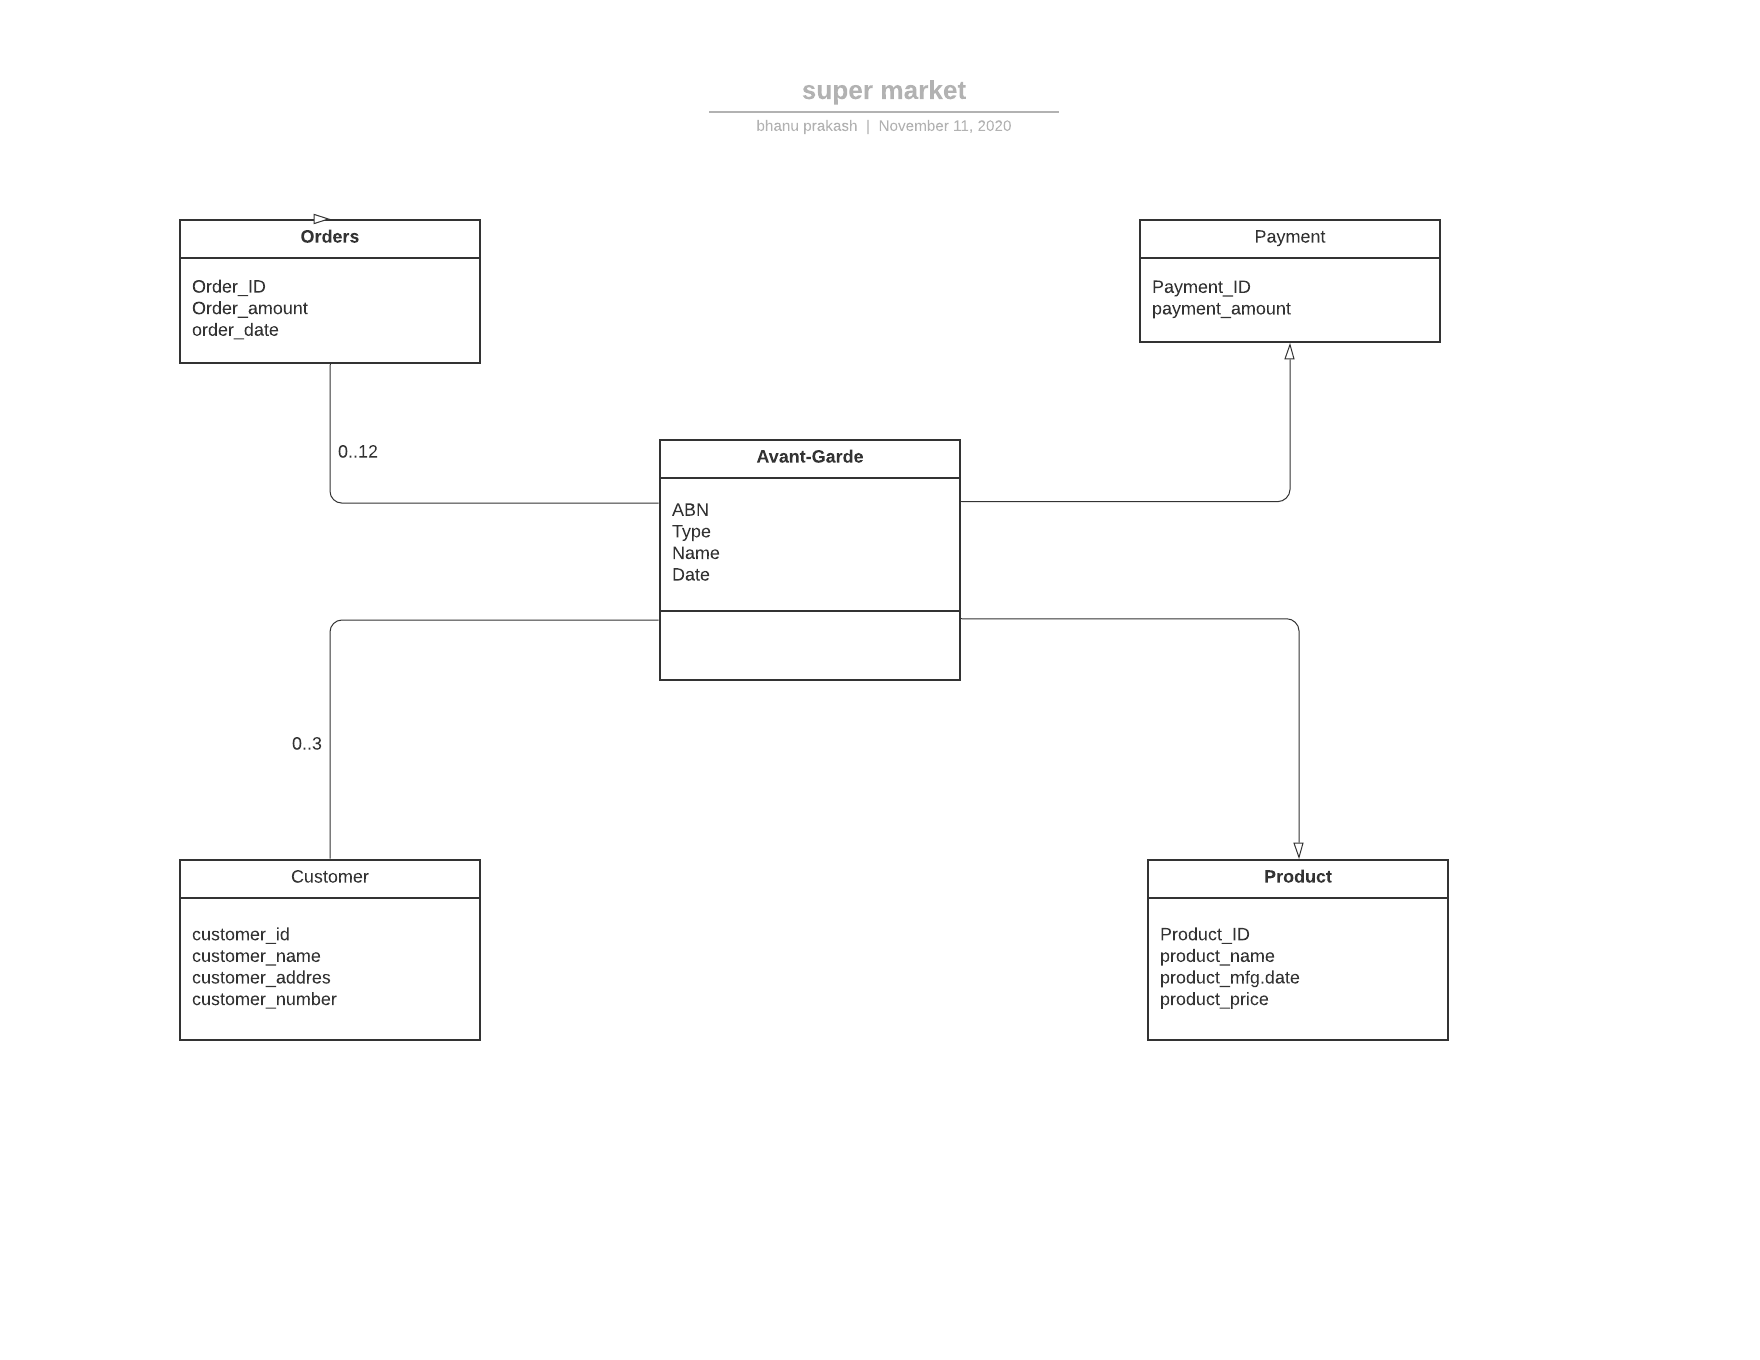 super market
bhanu prakash | November 11, 2020
Orders
Order_ID
Order_amount
order_date
Payment
Payment_ID
payment_amount
0..12
Avant-Garde
ABN
Type
Name
Date
0..3
Customer
customer_id
customer_name
customer_addres
customer_number
Product
Product_ID
product_name
product_mfg.date
product_price